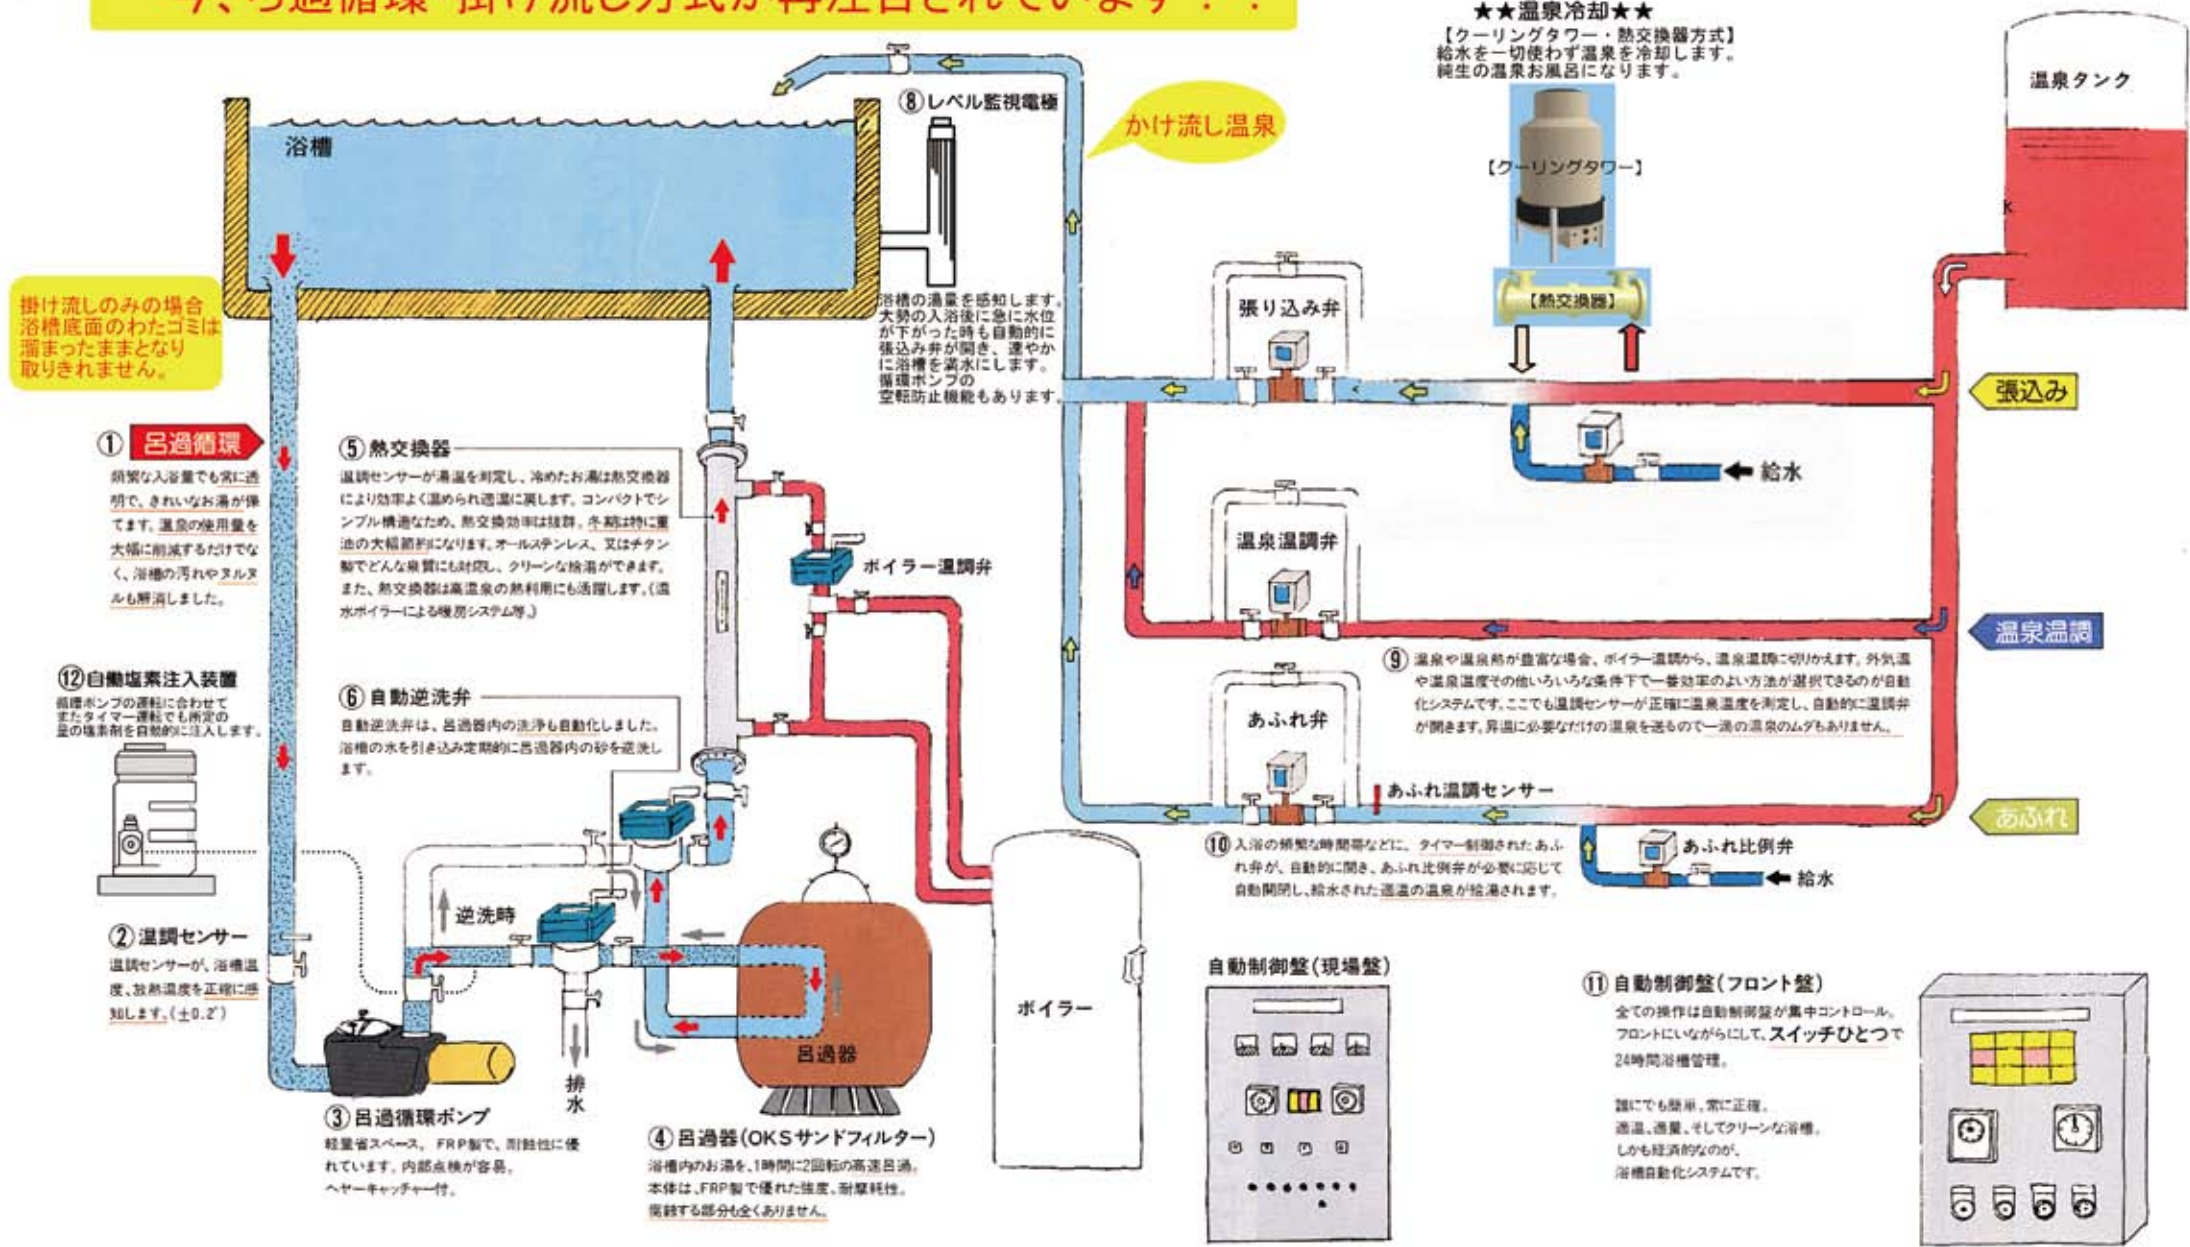 今、ろ過循環・掛け流し方式が再注目されています！！
★★温泉冷却★★
【クーリングタワー・熱交換器方式】
給水を一切使わず温泉を冷却します。
純生の温泉お風呂になります。
温泉タンク
【クーリングタワー】
【熱交換器】
かけ流し温泉
浴槽
⑧レベル監視電極
浴槽の湯量を感知します。
大勢の入浴後に急に水位
が下がった時も自動的に
張込み弁が開き、速やか
に浴槽を満水にします。
循環ポンプの
空転防止機能もあります。
掛け流しのみの場合
浴槽底面のわたゴミは
溜まったままとなり
取りきれません。
張り込み弁
張込み
給水
①呂過循環
頻繁な入浴量でも常に透
明で、きれいなお湯が保
てます。温泉の使用量を
大幅に削減するだけでな
く、浴槽の汚れやヌルヌ
ルも解消しました。
⑤熱交換器
温調センサーが湯温を測定し、冷めたお湯は熱交換器
により効率よく温められ適温に戻します。コンパクトでシ
ンプル構造なため、熱交換効率は抜群。冬期は特に重
油の大幅節約になります。オールステンレス、又はチタン
製でどんな泉質にも対応し、クリーンな給湯ができます。
また、熱交換器は高温泉の熱利用にも活躍します。(温
水ボイラーによる暖房システム等。)
ボイラー温調弁
温泉温調弁
温泉温調
⑨温泉や温泉熱が豊富な場合、ボイラー温調から、温泉温調に切りかえます。外気温
や温泉温度その他いろいろな条件下で一番効率のよい方法が選択できるのが自動
化システムです。ここでも温調センサーが正確に温泉温度を測定し、自動的に温調弁
が開きます。昇温に必要なだけの温泉を送るので一滴の温泉のムダもありません。
⑫自働塩素注入装置
循環ポンプの運転に合わせて
またタイマー運転でも所定の
量の塩素剤を自動的に注入します。
⑥自動逆洗弁
自動逆洗弁は、呂過器内の洗浄も自動化しました。
浴槽の水を引き込み定期的に呂過器内の砂を逆洗し
ます。
あふれ弁
あふれ温調センサー
あふれ
⑩入浴の頻繁な時間帯などに、タイマー制御されたあふ
れ弁が、自動的に開き、あふれ比例弁が必要に応じて
自動開閉し、給水された適温の温泉が給湯されます。
あふれ比例弁
給水
逆洗時
②温調センサー
温調センサーが、浴槽温
度、放熱温度を正確に感
知します。(±0.2°)
排水
呂過器
ボイラー
③呂過循環ポンプ
軽量省スペース。FRP製で、耐蝕性に優
れています。内部点検が容易。
ヘヤーキャッチャー付。
④呂過器(OKSサンドフィルター)
浴槽内のお湯を、1時間に2回転の高速呂過。
本体は、FRP製で優れた強度、耐摩耗性。
腐蝕する部分も全くありません。
自動制御盤(現場盤)
⑪自動制御盤(フロント盤)
全ての操作は自動制御盤が集中コントロール。
フロントにいながらにして、スイッチひとつで
24時間浴槽管理。
誰にでも簡単、常に正確。
適温、適量、そしてクリーンな浴槽。
しかも経済的なのが、
浴槽自動化システムです。